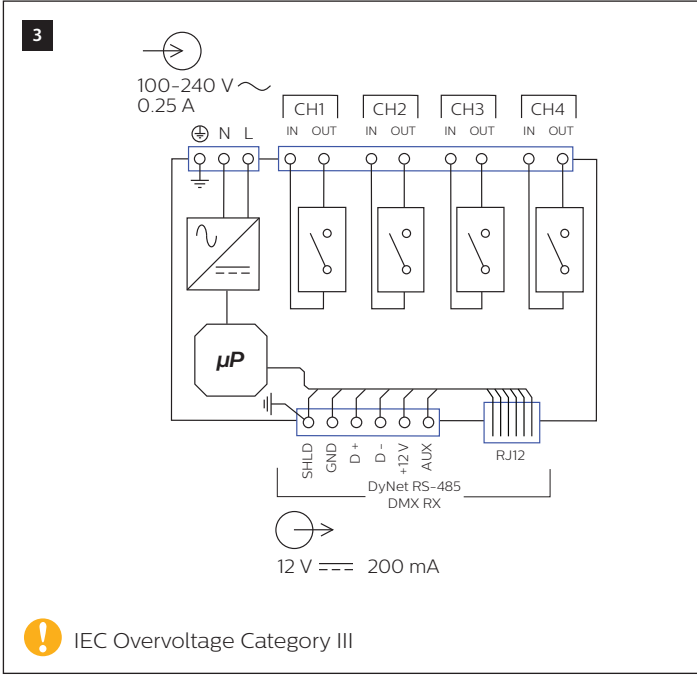 3
100-240 V ~
0.25 A
CH1 CH2 CH3 CH4
N L IN OUT IN OUT IN OUT IN OUT
µP
SHLD
GND
D +
D -
+12 V
AUX
RJ12
DyNet RS-485
DMX RX
12 V 200 mA
! IEC Overvoltage Category III